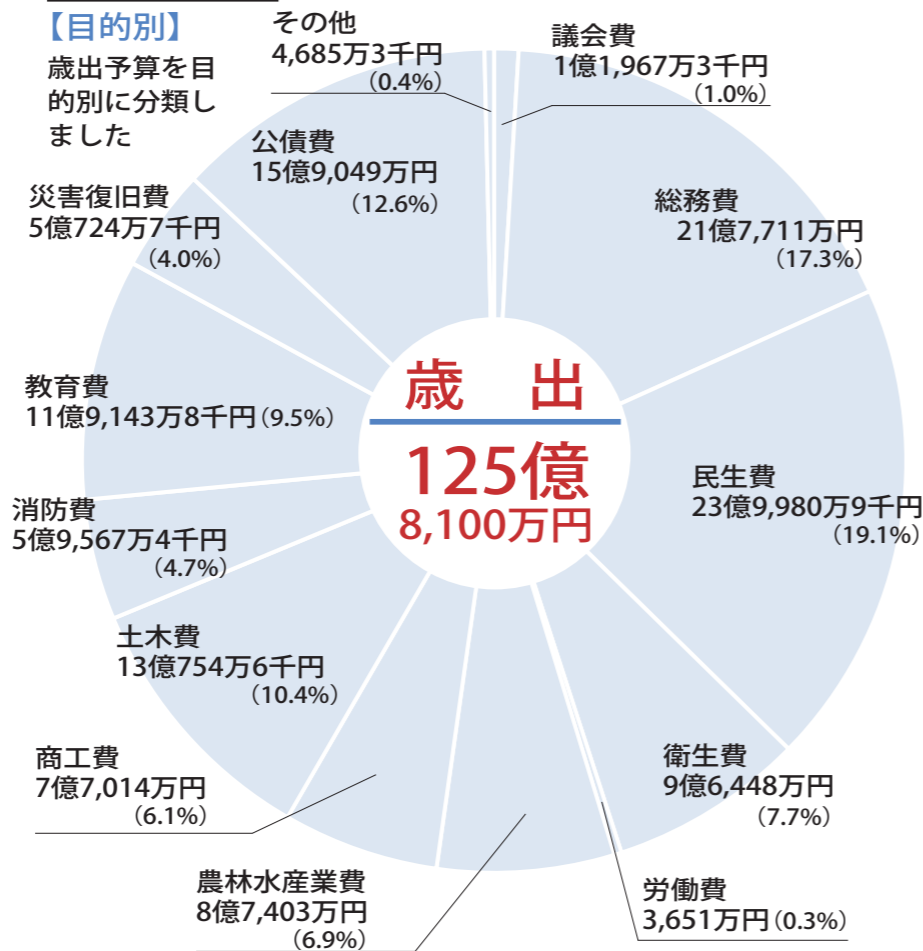 【目的別】
歳出予算を目
的別に分類し
ました
その他
4,685万3千円
(0.4%)
議会費
1億1,967万3千円
(1.0%)
公債費
15億9,049万円
(12.6%)
総務費
21億7,711万円
(17.3%)
災害復旧費
5億724万7千円
(4.0%)
歳 出
125億
8,100万円
教育費
11億9,143万8千円(9.5%)
民生費
23億9,980万9千円
(19.1%)
消防費
5億9,567万4千円
(4.7%)
土木費
13億754万6千円
(10.4%)
商工費
7億7,014万円
(6.1%)
衛生費
9億6,448万円
(7.7%)
農林水産業費
8億7,403万円
(6.9%)
労働費
3,651万円(0.3%)